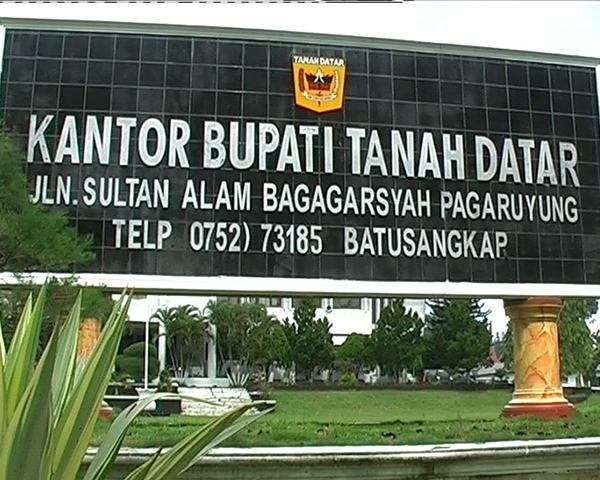 TANAH DATAR
KANTOR BUPATI TANAH DATAR
JLN. SULTAN ALAM BAGAGARSYAH PAGARUYUNG
TELP 0752) 73185 BATUSANGKAP